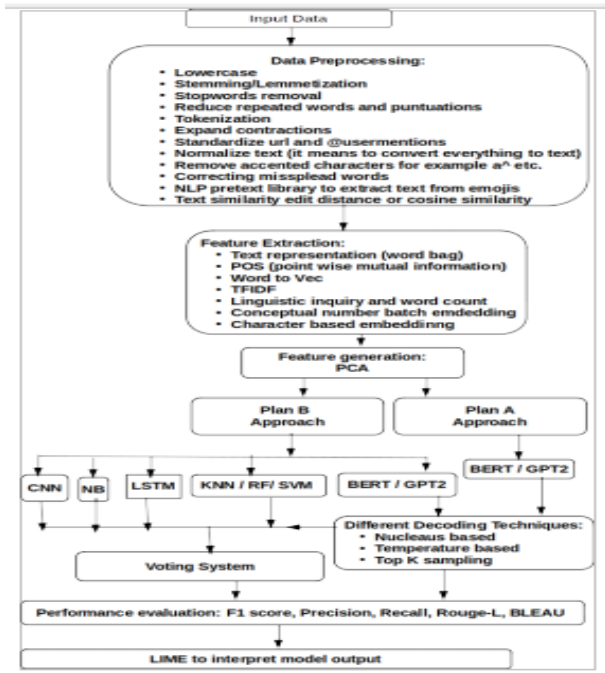 Input Data
Data Preprocessing:
• Lowercase
• Stemming/Lemmetization
• Stopwords removal
• Reduce repeated words and puntuations
• Tokenization
• Expand contractions
• Standardize url and @usermentions
• Normalize text (it means to convert everything to text)
• Remove accented characters for example a^ etc.
• Correcting missplead words
• NLP pretext library to extract text from emojis
• Text similarity edit distance or cosine similarity
Feature Extraction:
• Text representation (word bag)
• POS (point wise mutual information)
• Word to Vec
• TFIDF
• Linguistic inquiry and word count
• Conceptual number batch emdedding
• Character based embeddinng
Feature generation:
PCA
Plan B
Approach
Plan A
Approach
CNN
NB
LSTM
KNN / RF/ SVM
BERT / GPT2
BERT / GPT2
Different Decoding Techniques:
• Nucleaus based
• Temperature based
• Top K sampling
Voting System
Performance evaluation: F1 score, Precision, Recall, Rouge-L, BLEAU
LIME to interpret model output